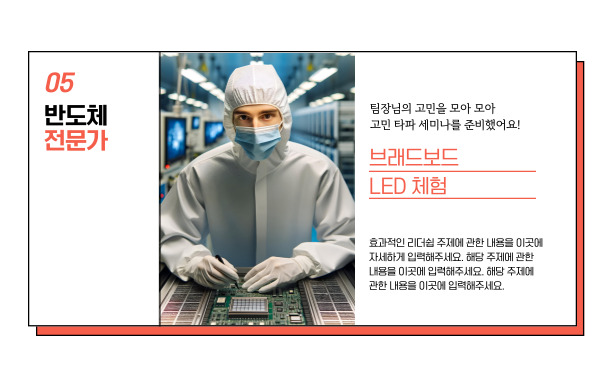 05
반도체
전문가
팀장님의 고민을 모아 모아
고민 타파 세미나를 준비했어요!
브래드보드
LED 체험
효과적인 리더쉽 주제에 관한 내용을 이곳에
자세하게 입력해주세요. 해당 주제에 관한
내용을 이곳에 입력해주세요. 해당 주제에
관한 내용을 이곳에 입력해주세요.